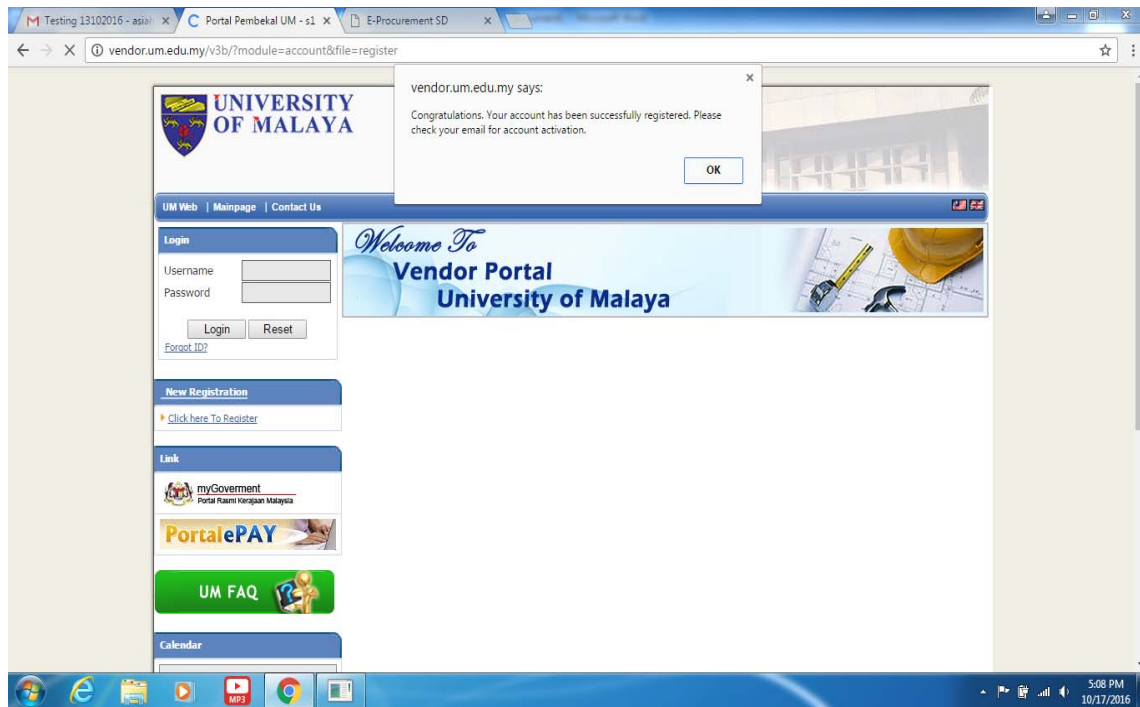 Testing 13102016 - asial
Portal Pembekal UM - s1
E-Procurement SD
vendor.um.edu.my/v3b/?module=account&file=register
vendor.um.edu.my says:
Congratulations. Your account has been successfully registered. Please
check your email for account activation.
OK
UNIVERSITY
OF MALAYA
UM Web | Mainpage | Contact Us
Login
Username
Password
Login Reset
Forgot ID?
Welcome To
Vendor Portal
University of Malaya
New Registration
Click here To Register
Link
myGoverment
Portal Rasmi Kerajaan Malaysia
PortalePAY
UM FAQ
Calendar
MP3
5:08 PM
10/17/2016